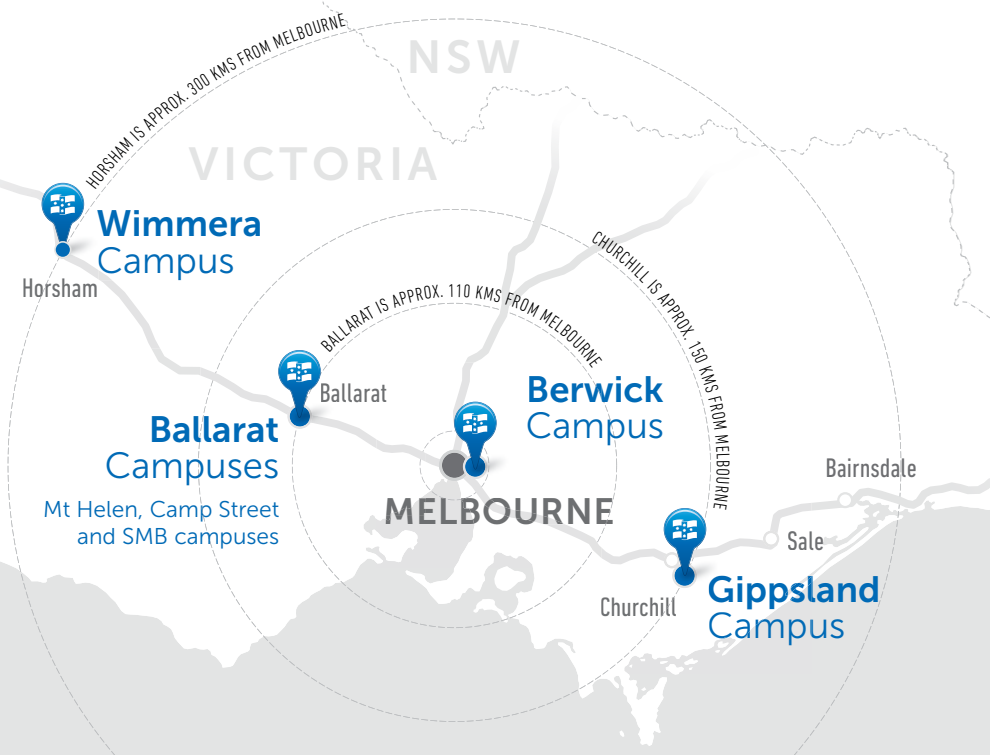 NSW
HORSHAM IS APPROX. 300 KMS FROM MELBOURNE
VICTORIA
Wimmera
Campus
Horsham
CHURCHILL IS APPROX. 150 KMS FROM MELBOURNE
BALLARAT IS APPROX. 110 KMS FROM MELBOURNE
Ballarat
Berwick
Campus
Ballarat
Campuses
Mt Helen, Camp Street
and SMB campuses
MELBOURNE
Bairnsdale
Sale
Churchill
Gippsland
Campus